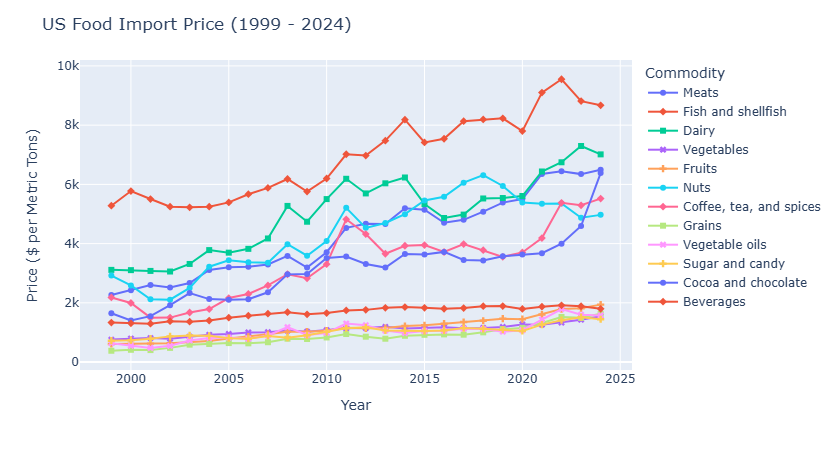 US Food Import Price (1999 - 2024)
Commodity
Meats
Fish and shellfish
Dairy
Vegetables
Fruits
Nuts
Coffee, tea, and spices
Grains
Vegetable oils
Sugar and candy
Cocoa and chocolate
Beverages
Price ($ per Metric Tons)
10k
8k
6k
4k
2k
0
2000
2005
2010
2015
2020
2025
Year